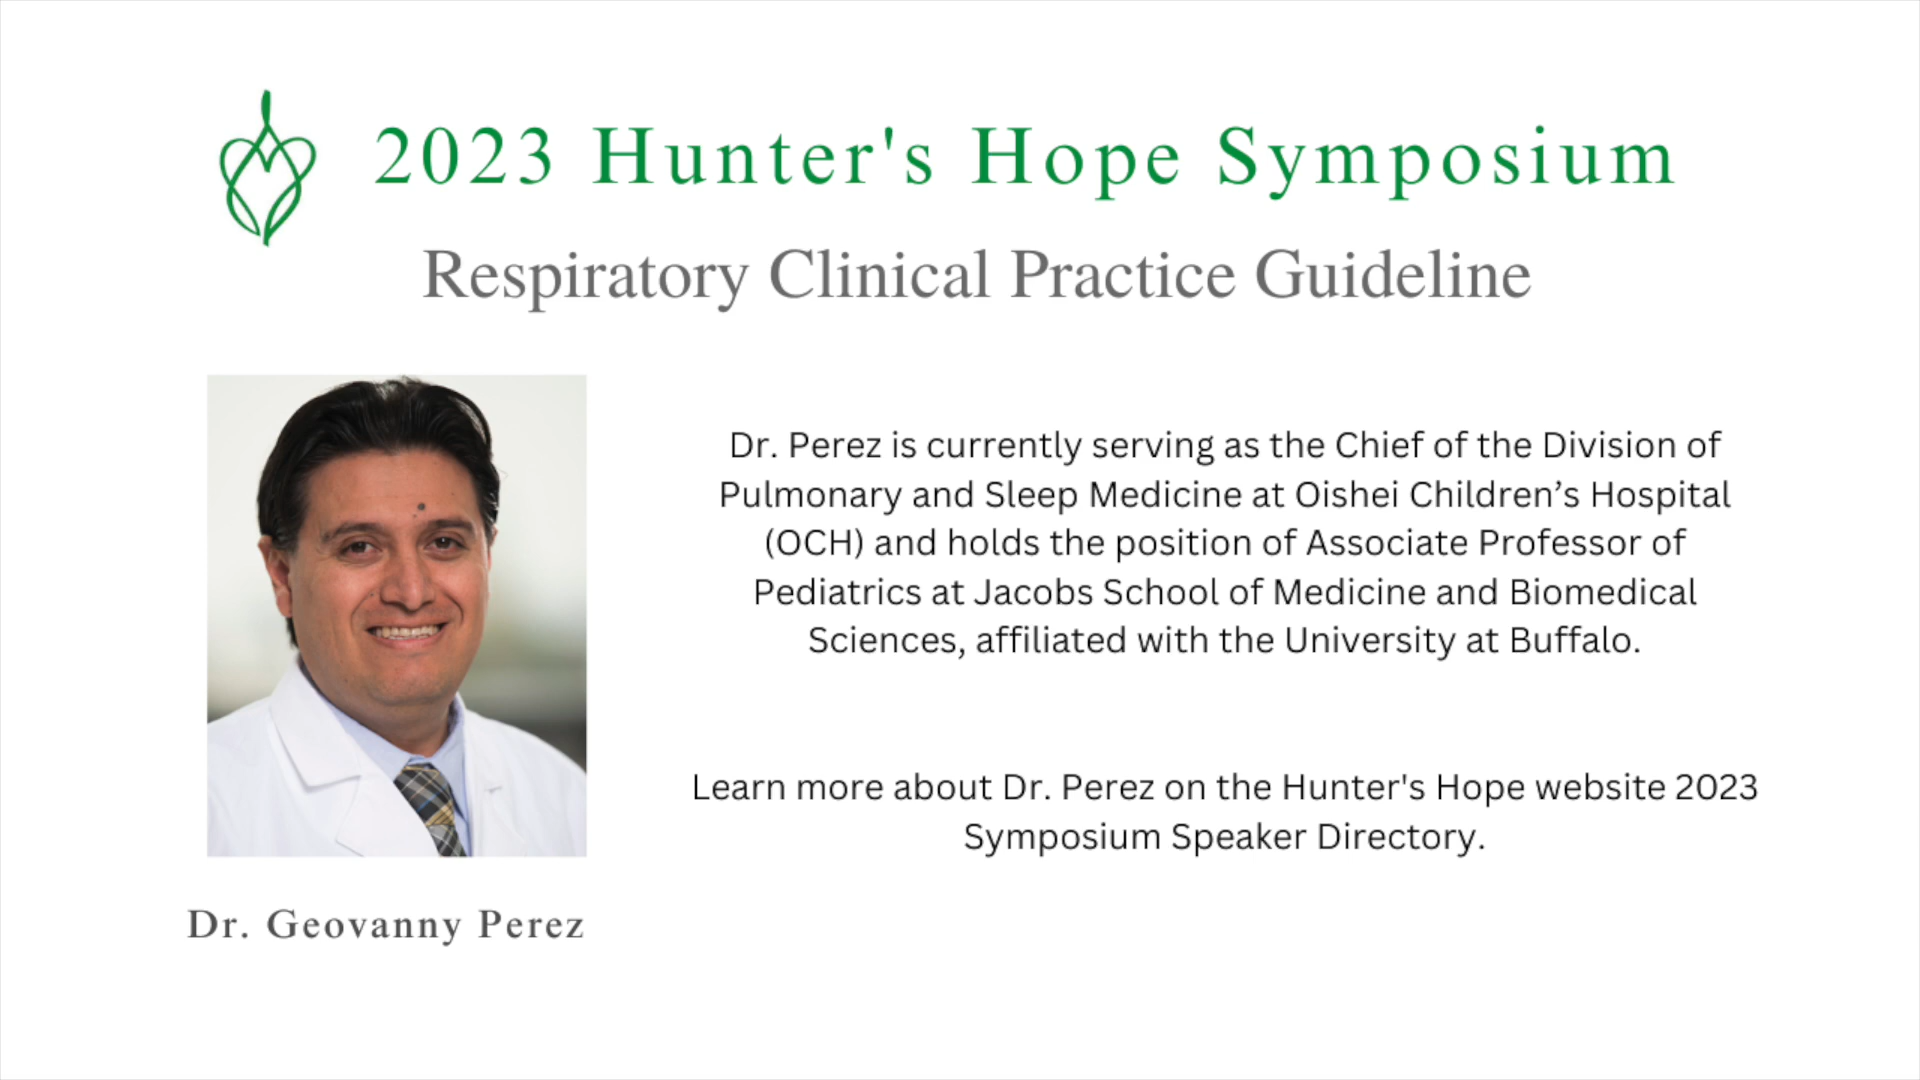 2023 Hunter's Hope Symposium
Respiratory Clinical Practice Guideline
Dr. Perez is currently serving as the Chief of the Division of
Pulmonary and Sleep Medicine at Oishei Children’s Hospital
(OCH) and holds the position of Associate Professor of
Pediatrics at Jacobs School of Medicine and Biomedical
Sciences, affiliated with the University at Buffalo.
Learn more about Dr. Perez on the Hunter's Hope website 2023
Symposium Speaker Directory.
Dr. Geovanny Perez